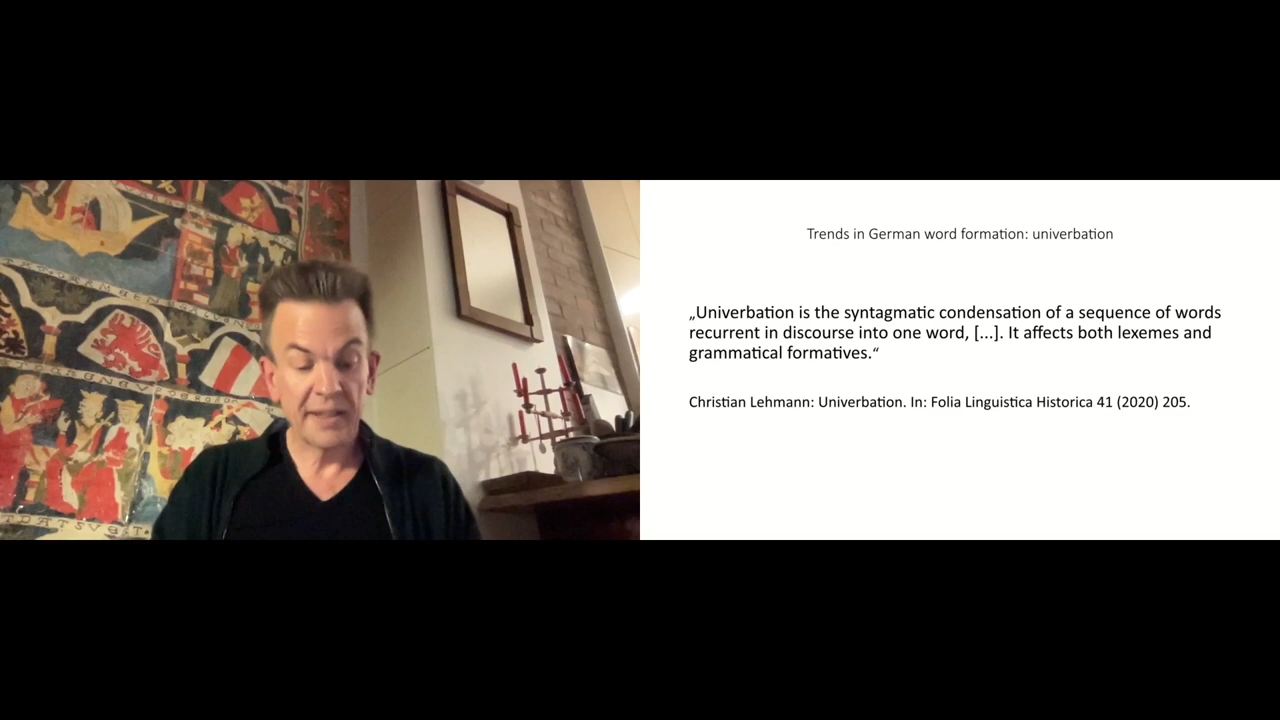 Trends in German word formation: univerbation
„Univerbation is the syntagmatic condensation of a sequence of words
recurrent in discourse into one word, [...]. It affects both lexemes and
grammatical formatives.“
Christian Lehmann: Univerbation. In: Folia Linguistica Historica 41 (2020) 205.